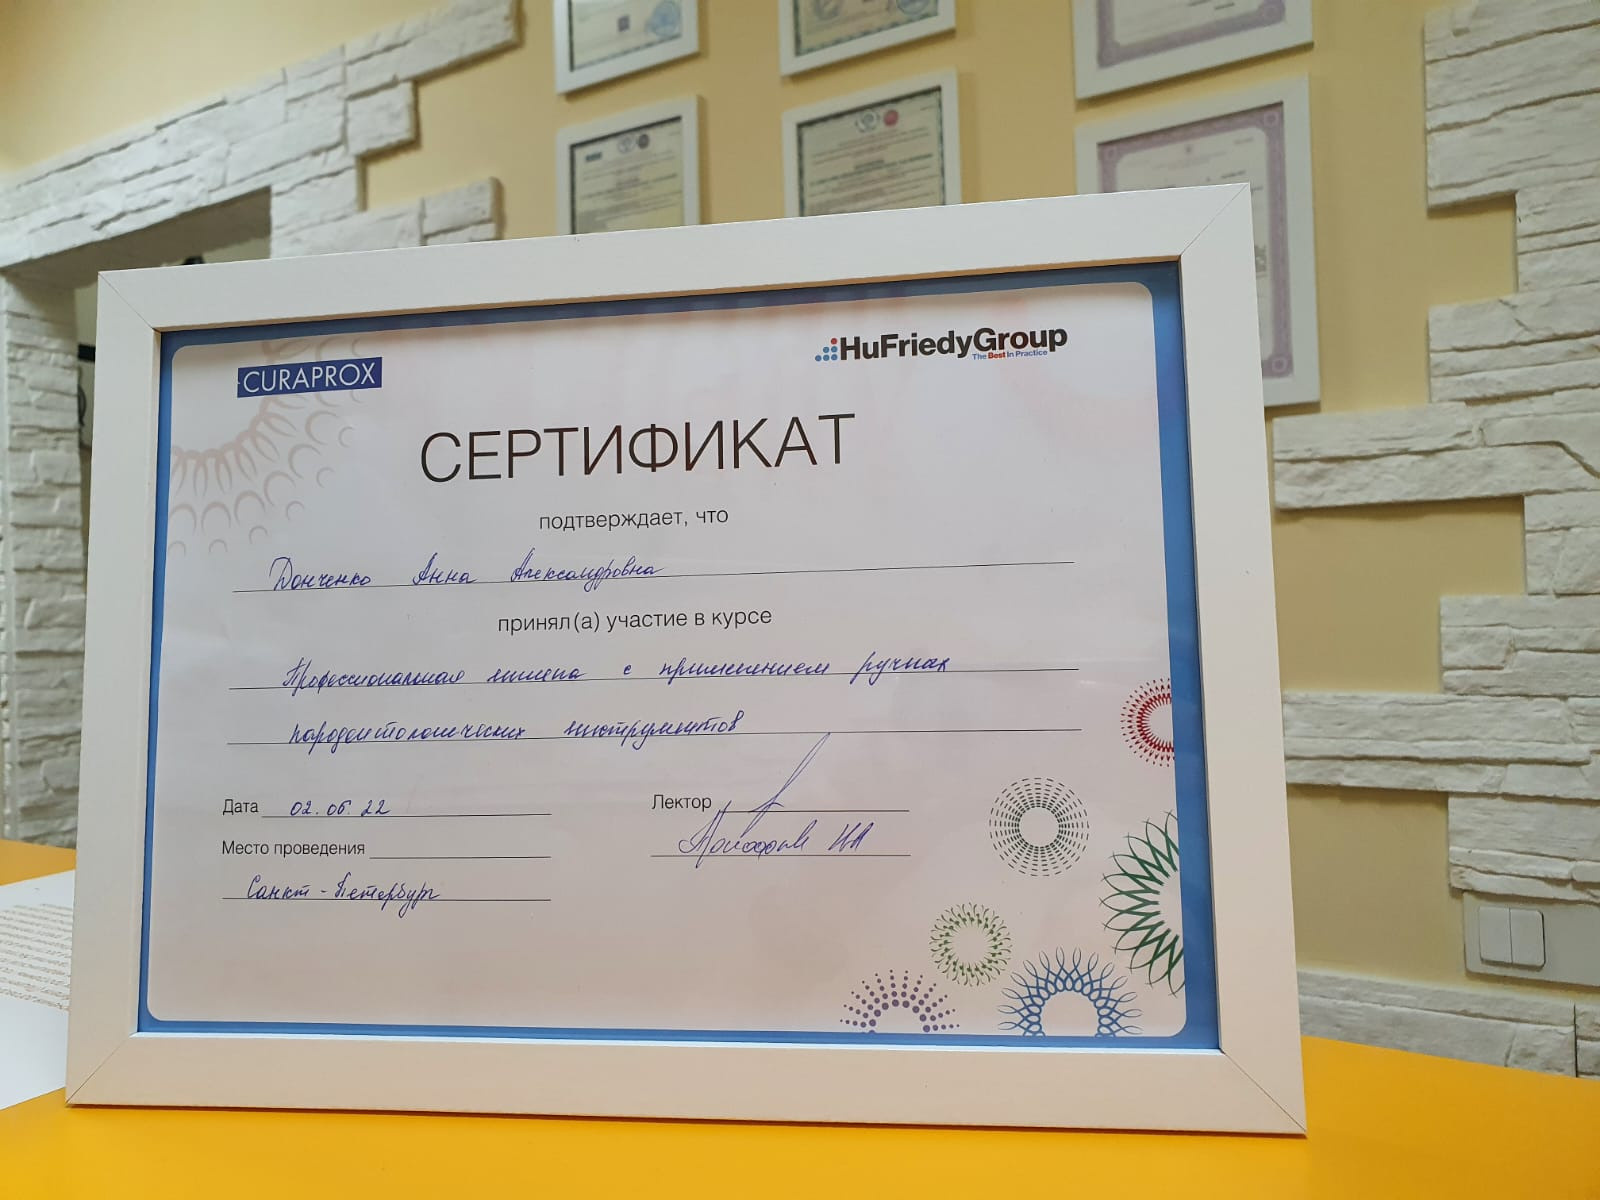 CURAPROX
HuFriedyGroup
The Best In Practice
СЕРТИФИКАТ
подтверждает, что
Донченко Анна Александровна
принял(а) участие в курсе
Профессиональная гигиена с применением ручных
пародонтологических инструментов
Дата 02.06.22
Лектор
Место проведения
Санкт-Петербург